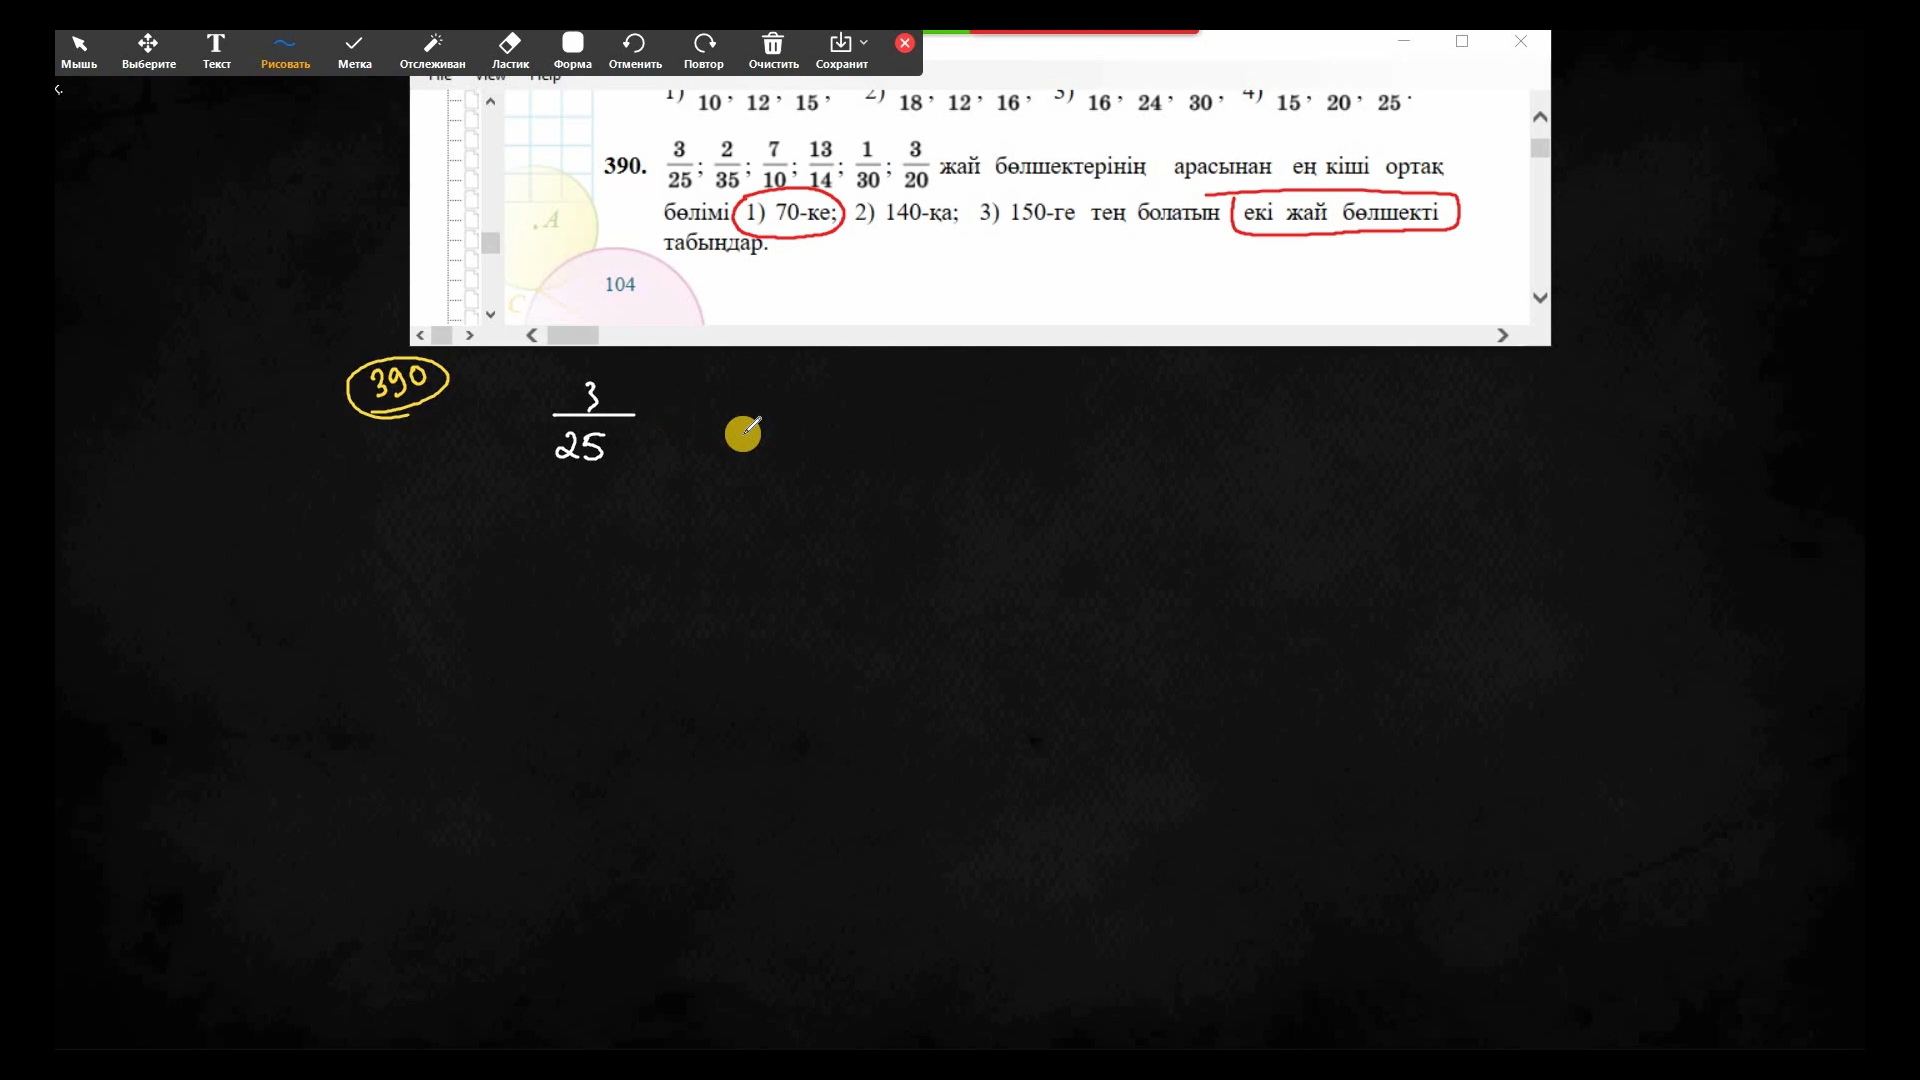 Мышь Выберите Текст Рисовать Метка Отслеживан Ластик Форма Отменить Повтор Очистить Сохранит
File View Help
1) 10, 12, 15, 2) 18, 12, 16, 3) 16, 24, 30, 4) 15, 20, 25.
390. 3/25; 2/35; 7/10; 13/14; 1/30; 3/20 жай бөлшектерінің арасынан ең кіші ортақ
бөлімі 1) 70-ке; 2) 140-қа; 3) 150-ге тең болатын екі жай бөлшекті
табыңдар.
A
C
104
390
3/25